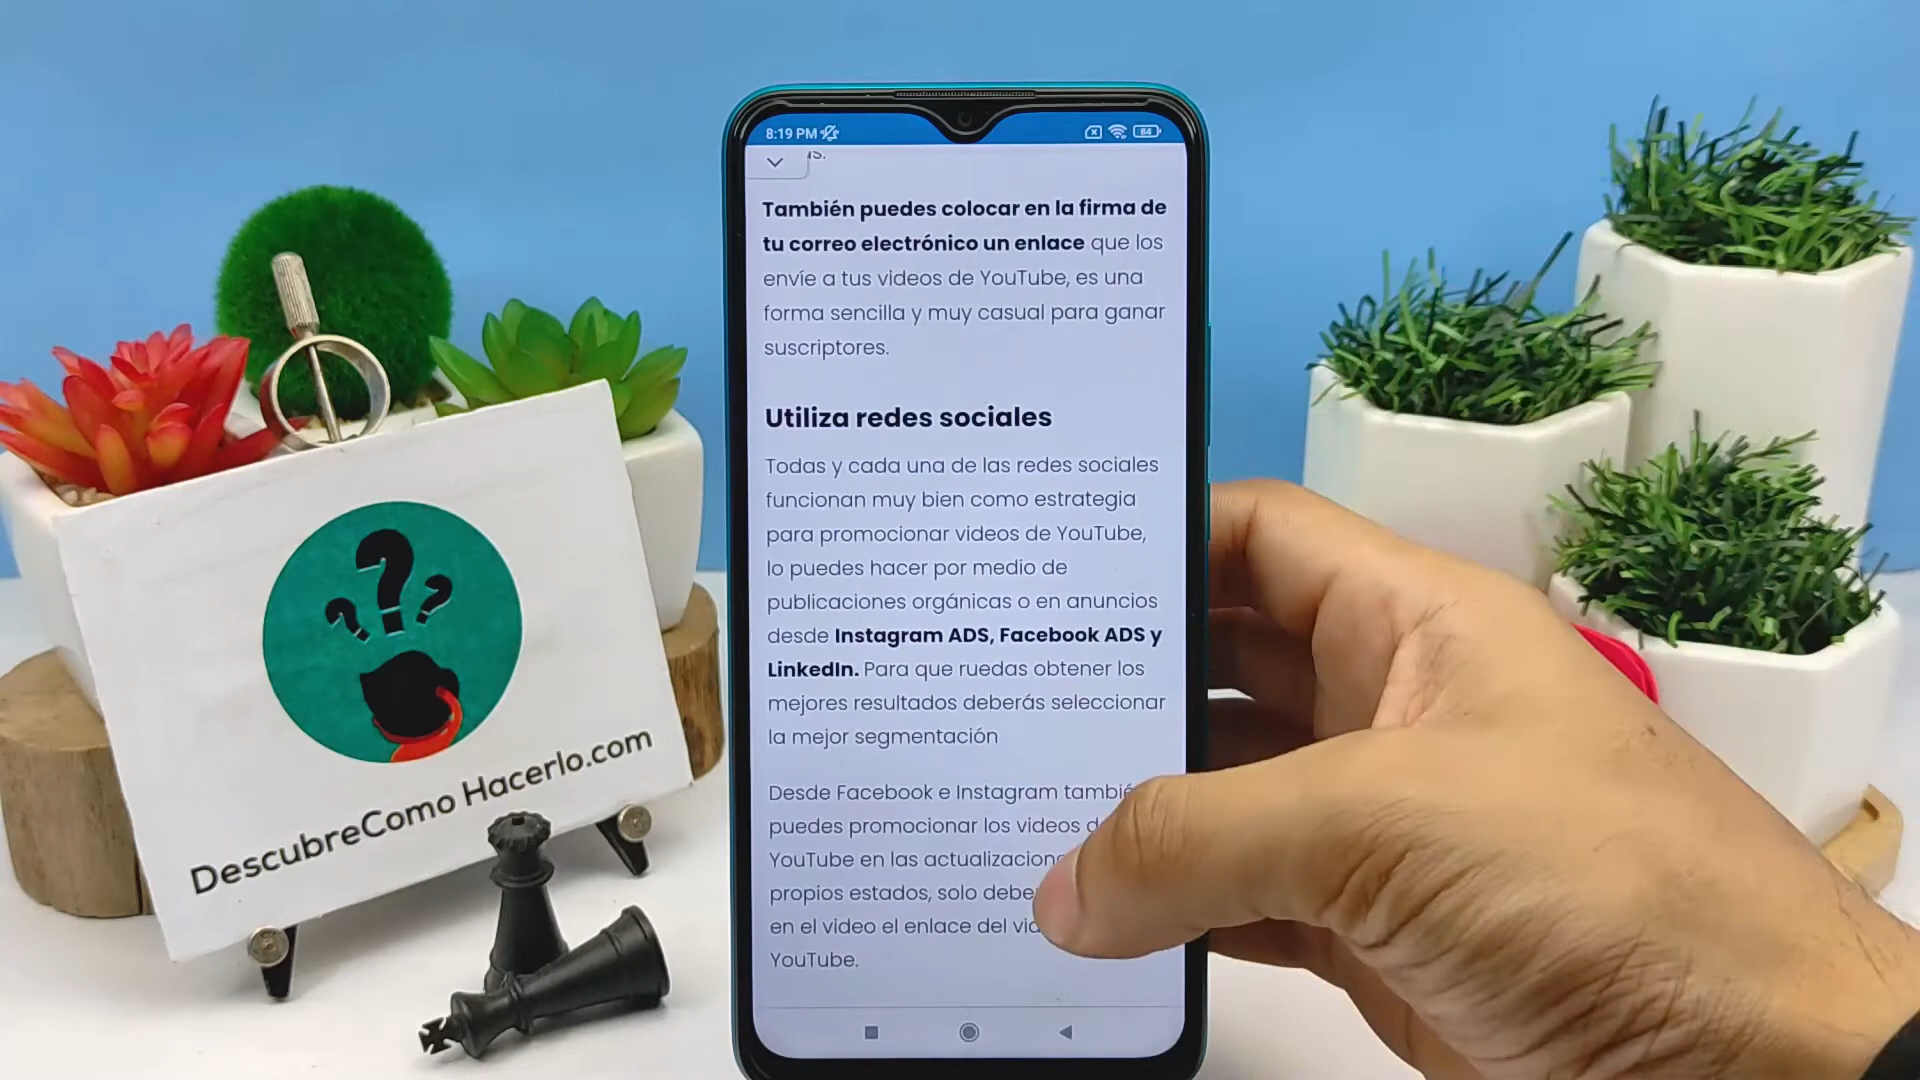 8:19 PM
84
También puedes colocar en la firma de
tu correo electrónico un enlace que los
envíe a tus videos de YouTube, es una
forma sencilla y muy casual para ganar
suscriptores.
Utiliza redes sociales
Todas y cada una de las redes sociales
funcionan muy bien como estrategia
para promocionar videos de YouTube,
lo puedes hacer por medio de
publicaciones orgánicas o en anuncios
desde Instagram ADS, Facebook ADS y
LinkedIn. Para que ruedas obtener los
mejores resultados deberás seleccionar
la mejor segmentación
Desde Facebook e Instagram
puedes promocionar los videos
YouTube en las
propios estados, solo
en el video el enlace del
YouTube.
???
DescubreComo Hacerlo.com